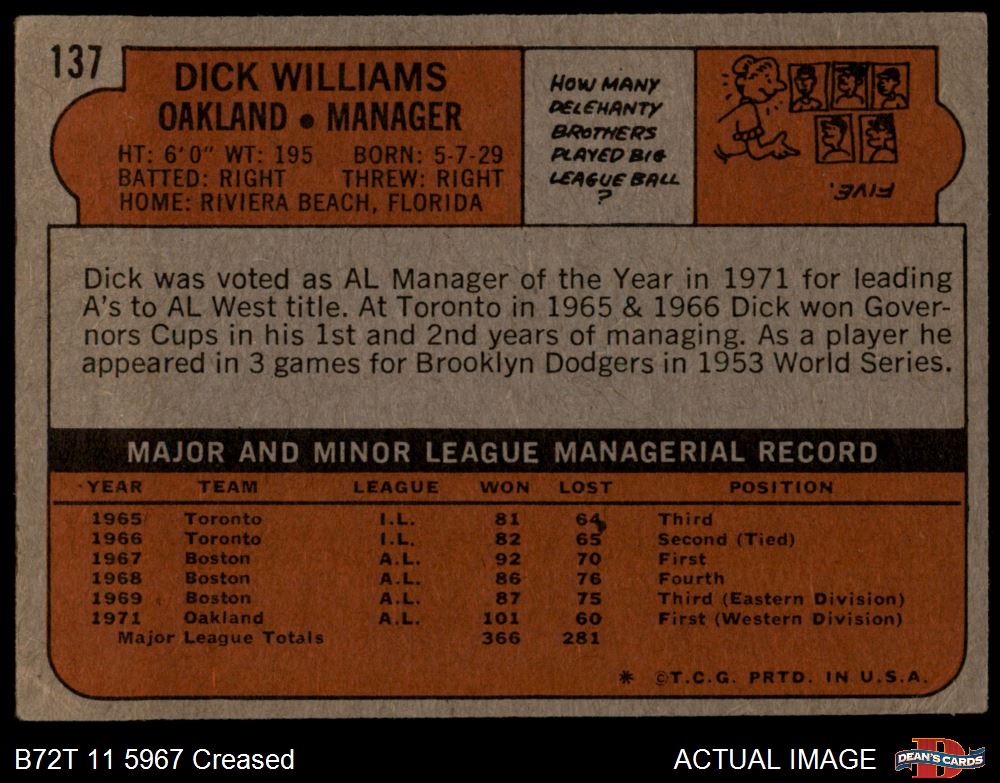 137
DICK WILLIAMS
OAKLAND • MANAGER
HT: 6'0" WT: 195 BORN: 5-7-29
BATTED: RIGHT THREW: RIGHT
HOME: RIVIERA BEACH, FLORIDA
HOW MANY
DELEHANTY
BROTHERS
PLAYED BIG
LEAGUE BALL
?
FIVE.
Dick was voted as AL Manager of the Year in 1971 for leading
A's to AL West title. At Toronto in 1965 & 1966 Dick won Gover-
nors Cups in his 1st and 2nd years of managing. As a player he
appeared in 3 games for Brooklyn Dodgers in 1953 World Series.
MAJOR AND MINOR LEAGUE MANAGERIAL RECORD
YEAR TEAM LEAGUE WON LOST POSITION
1965 Toronto I.L. 81 64 Third
1966 Toronto I.L. 82 65 Second (Tied)
1967 Boston A.L. 92 70 First
1968 Boston A.L. 86 76 Fourth
1969 Boston A.L. 87 75 Third (Eastern Division)
1971 Oakland A.L. 101 60 First (Western Division)
Major League Totals 366 281
* ©T.C.G. PRTD. IN U.S.A.
B72T 11 5967 Creased ACTUAL IMAGE D DEAN'S CARDS